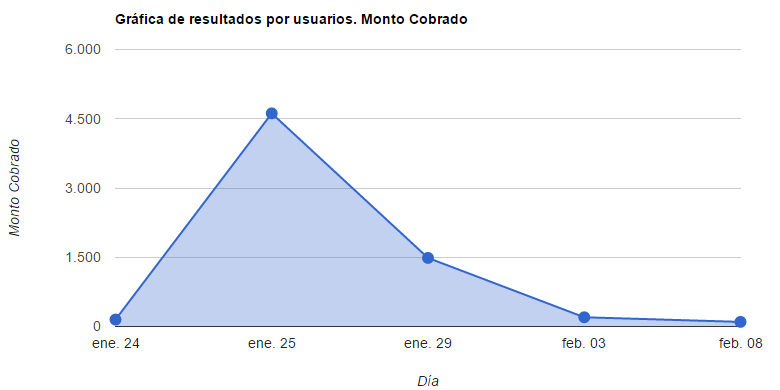 Gráfica de resultados por usuarios. Monto Cobrado
6.000
4.500
3.000
1.500
0
Monto Cobrado
ene. 24
ene. 25
ene. 29
feb. 03
feb. 08
Día